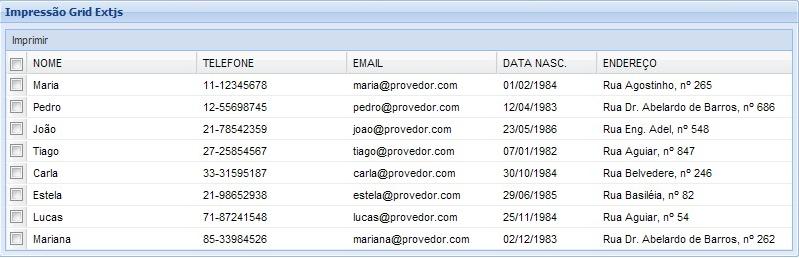 Impressão Grid Extjs
Imprimir
NOME TELEFONE EMAIL DATA NASC. ENDEREÇO
Maria 11-12345678 maria@provedor.com 01/02/1984 Rua Agostinho, nº 265
Pedro 12-55698745 pedro@provedor.com 12/04/1983 Rua Dr. Abelardo de Barros, nº 686
João 21-78542359 joao@provedor.com 23/05/1986 Rua Eng. Adel, nº 548
Tiago 27-25854567 tiago@provedor.com 07/01/1982 Rua Aguiar, nº 847
Carla 33-31595187 carla@provedor.com 30/10/1984 Rua Belvedere, nº 246
Estela 21-98652938 estela@provedor.com 29/06/1985 Rua Basiléia, nº 82
Lucas 71-87241548 lucas@provedor.com 25/11/1984 Rua Aguiar, nº 54
Mariana 85-33984526 mariana@provedor.com 02/12/1983 Rua Dr. Abelardo de Barros, nº 262